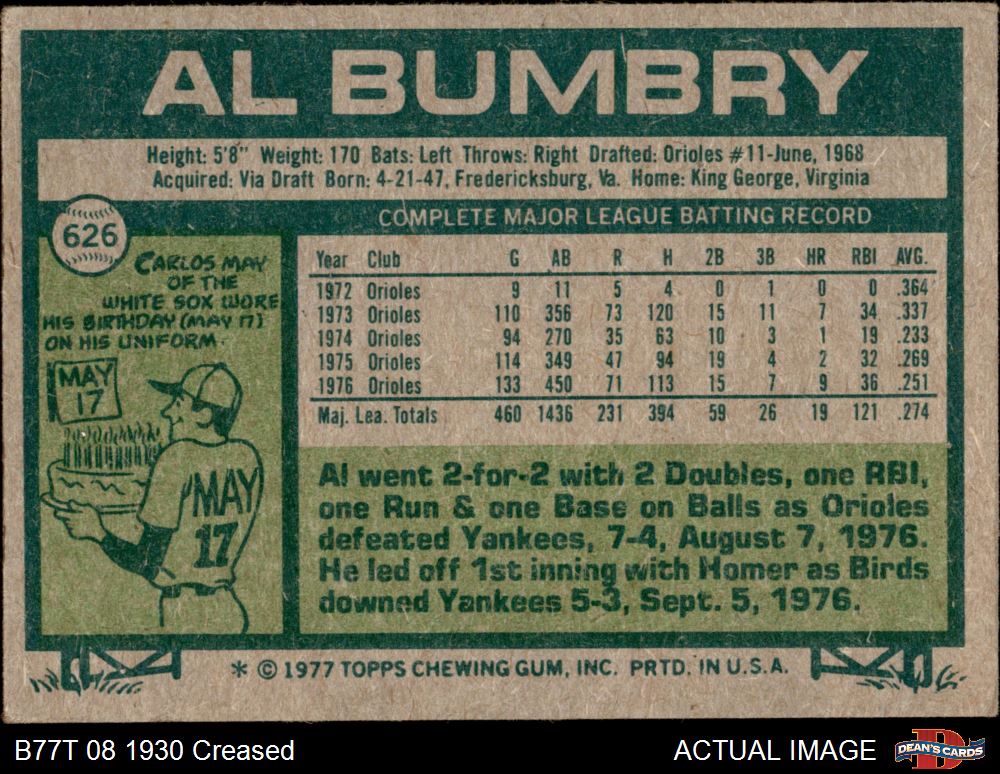 AL BUMBRY
Height: 5'8" Weight: 170 Bats: Left Throws: Right Drafted: Orioles #11-June, 1968
Acquired: Via Draft Born: 4-21-47, Fredericksburg, Va. Home: King George, Virginia
626
CARLOS MAY
OF THE
WHITE SOX WORE
HIS BIRTHDAY (MAY 17)
ON HIS UNIFORM.
MAY
17
MAY
17
COMPLETE MAJOR LEAGUE BATTING RECORD
Year Club G AB R H 2B 3B HR RBI AVG.
1972 Orioles 9 11 5 4 0 1 0 0 .364
1973 Orioles 110 356 73 120 15 11 7 34 .337
1974 Orioles 94 270 35 63 10 3 1 19 .233
1975 Orioles 114 349 47 94 19 4 2 32 .269
1976 Orioles 133 450 71 113 15 7 9 36 .251
Maj. Lea. Totals 460 1436 231 394 59 26 19 121 .274
Al went 2-for-2 with 2 Doubles, one RBI,
one Run & one Base on Balls as Orioles
defeated Yankees, 7-4, August 7, 1976.
He led off 1st inning with Homer as Birds
downed Yankees 5-3, Sept. 5, 1976.
* © 1977 TOPPS CHEWING GUM, INC. PRTD. IN U.S.A.
B77T 08 1930 Creased
ACTUAL IMAGE
DEAN'S CARDS